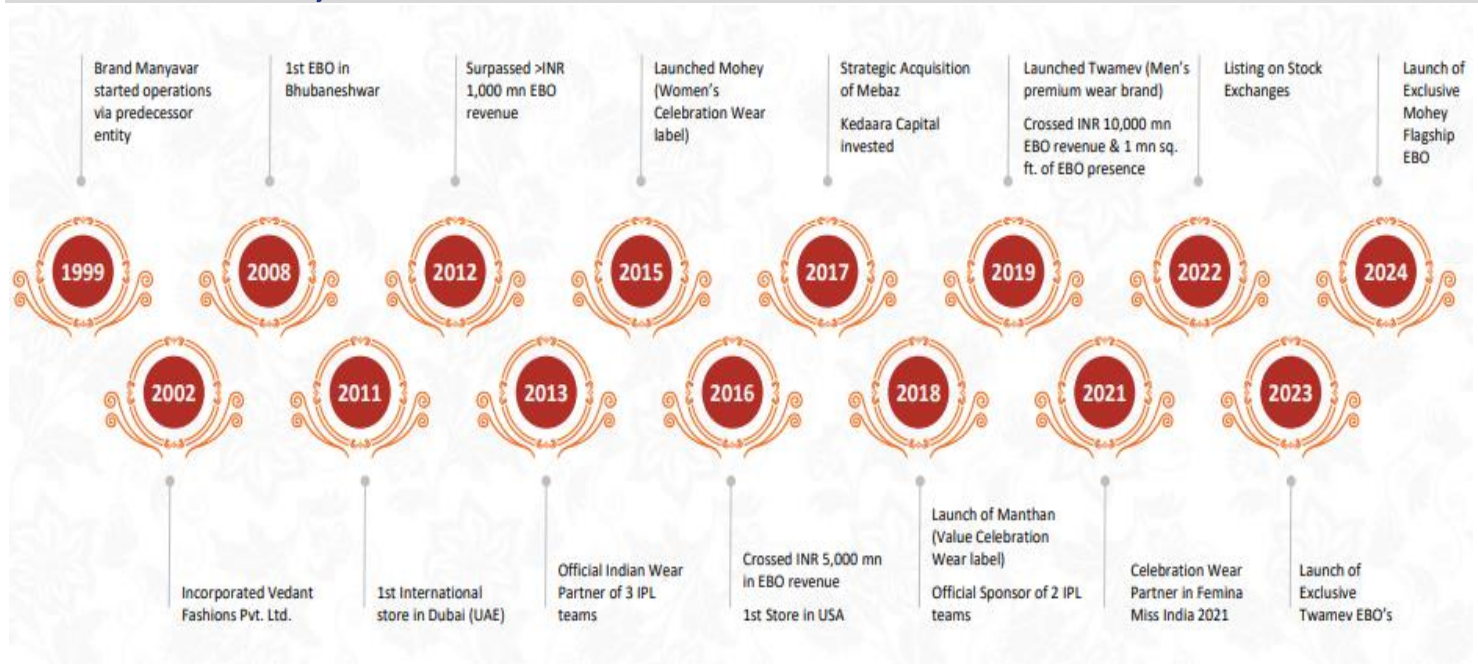 Brand Manyavar
started operations
via predecessor
entity
1st EBO in
Bhubaneshwar
Surpassed >INR
1,000 mn EBO
revenue
Launched Mohey
(Women's
Celebration Wear
label)
Strategic Acquisition
of Mebaz
Kedaara Capital
invested
Launched Twamev (Men's
premium wear brand)
Crossed INR 10,000 mn
EBO revenue & 1 mn sq.
ft. of EBO presence
Listing on Stock
Exchanges
Launch of
Exclusive
Mohey
Flagship
EBO
1999
2008
2012
2015
2017
2019
2022
2024
2002
2011
2013
2016
2018
2021
2023
Incorporated Vedant
Fashions Pvt. Ltd.
1st International
store in Dubai (UAE)
Official Indian Wear
Partner of 3 IPL
teams
Crossed INR 5,000 mn
in EBO revenue
1st Store in USA
Launch of Manthan
(Value Celebration
Wear label)
Official Sponsor of 2 IPL
teams
Celebration Wear
Partner in Femina
Miss India 2021
Launch of
Exclusive
Twamev EBO's